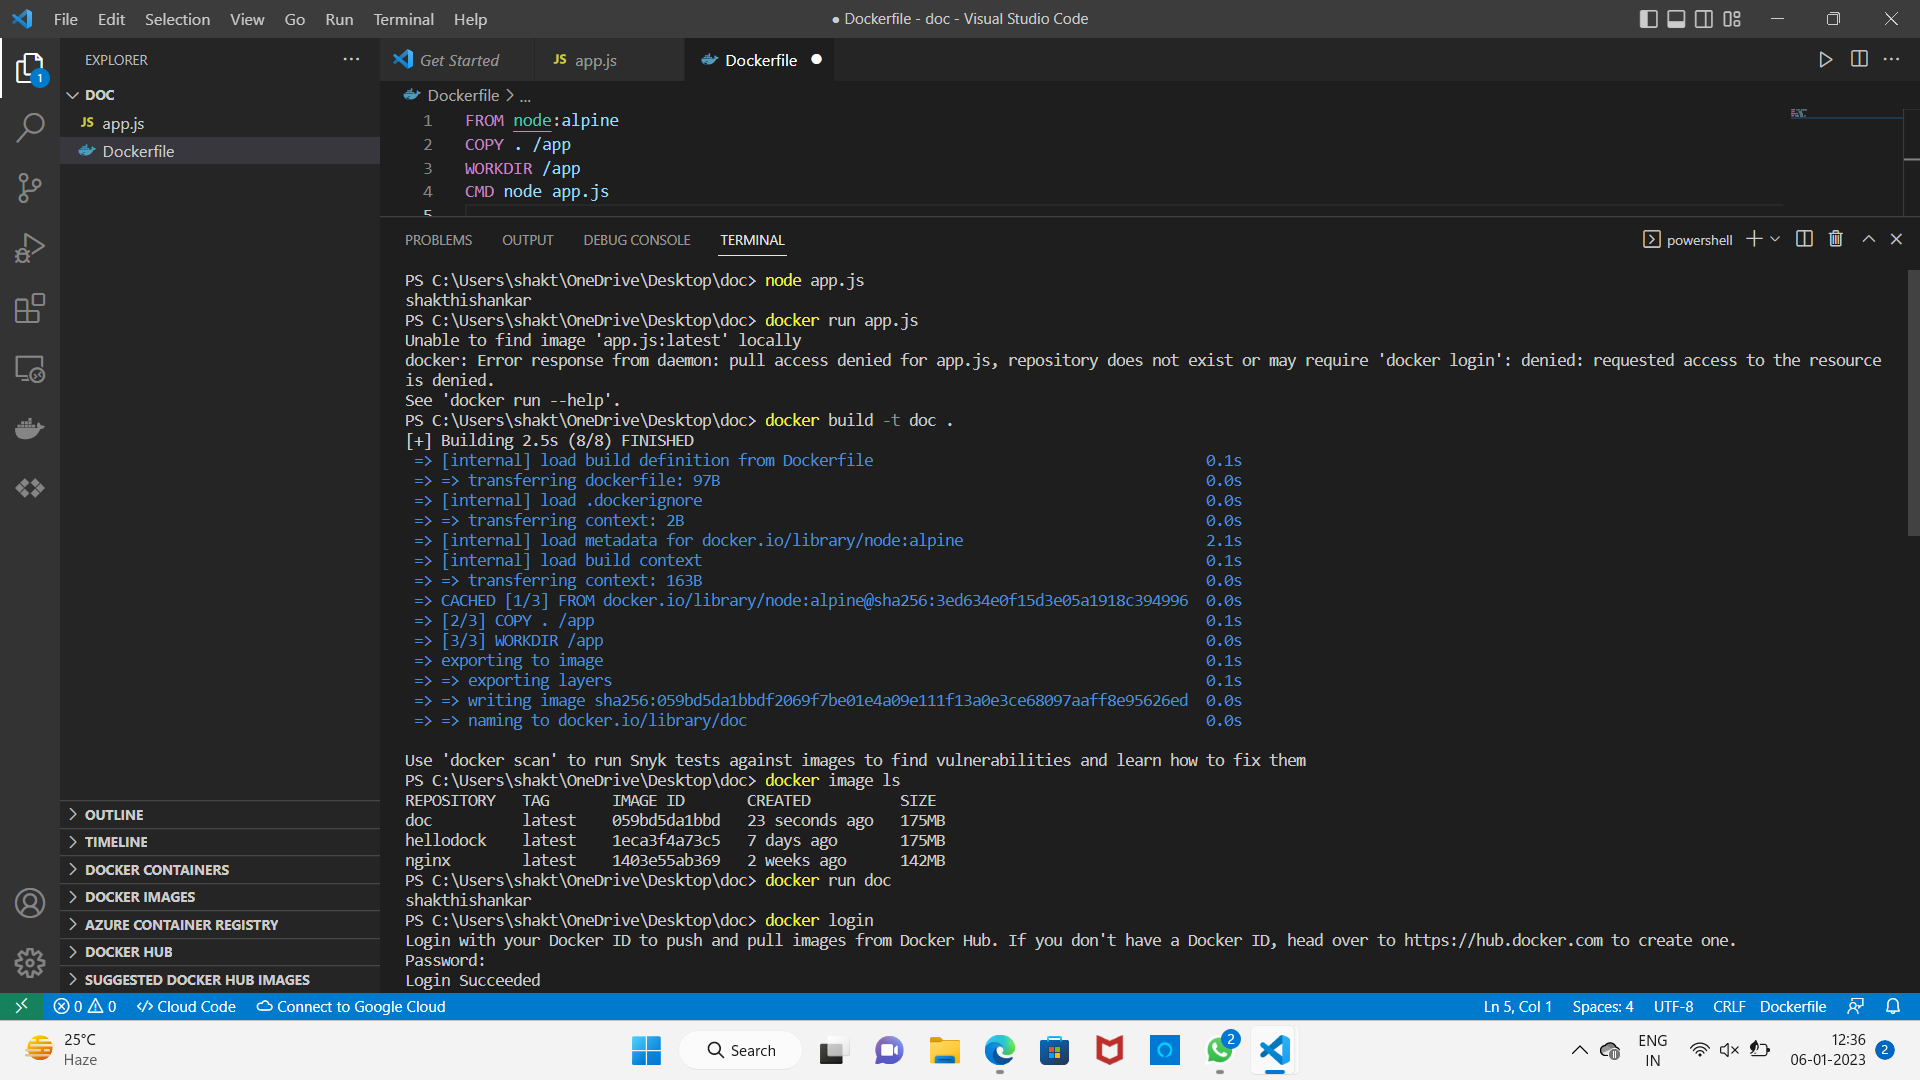 File Edit Selection View Go Run Terminal Help
● Dockerfile - doc - Visual Studio Code
EXPLORER
DOC
JS app.js
Dockerfile
Get Started
JS app.js
Dockerfile
Dockerfile > ...
1 FROM node:alpine
2 COPY . /app
3 WORKDIR /app
4 CMD node app.js
5
PROBLEMS OUTPUT DEBUG CONSOLE TERMINAL
powershell
PS C:\Users\shakt\OneDrive\Desktop\doc> node app.js
shakthishankar
PS C:\Users\shakt\OneDrive\Desktop\doc> docker run app.js
Unable to find image 'app.js:latest' locally
docker: Error response from daemon: pull access denied for app.js, repository does not exist or may require 'docker login': denied: requested access to the resource
is denied.
See 'docker run --help'.
PS C:\Users\shakt\OneDrive\Desktop\doc> docker build -t doc .
[+] Building 2.5s (8/8) FINISHED
=> [internal] load build definition from Dockerfile 0.1s
=> => transferring dockerfile: 97B 0.0s
=> [internal] load .dockerignore 0.0s
=> => transferring context: 2B 0.0s
=> [internal] load metadata for docker.io/library/node:alpine 2.1s
=> [internal] load build context 0.1s
=> => transferring context: 163B 0.0s
=> CACHED [1/3] FROM docker.io/library/node:alpine@sha256:3ed634e0f15d3e05a1918c394996 0.0s
=> [2/3] COPY . /app 0.1s
=> [3/3] WORKDIR /app 0.0s
=> exporting to image 0.1s
=> => exporting layers 0.1s
=> => writing image sha256:059bd5da1bbdf2069f7be01e4a09e111f13a0e3ce68097aaff8e95626ed 0.0s
=> => naming to docker.io/library/doc 0.0s
Use 'docker scan' to run Snyk tests against images to find vulnerabilities and learn how to fix them
PS C:\Users\shakt\OneDrive\Desktop\doc> docker image ls
REPOSITORY TAG IMAGE ID CREATED SIZE
doc latest 059bd5da1bbd 23 seconds ago 175MB
hellodock latest 1eca3f4a73c5 7 days ago 175MB
nginx latest 1403e55ab369 2 weeks ago 142MB
PS C:\Users\shakt\OneDrive\Desktop\doc> docker run doc
shakthishankar
PS C:\Users\shakt\OneDrive\Desktop\doc> docker login
Login with your Docker ID to push and pull images from Docker Hub. If you don't have a Docker ID, head over to https://hub.docker.com to create one.
Password:
Login Succeeded
OUTLINE
TIMELINE
DOCKER CONTAINERS
DOCKER IMAGES
AZURE CONTAINER REGISTRY
DOCKER HUB
SUGGESTED DOCKER HUB IMAGES
1
0 0 Cloud Code Connect to Google Cloud
Ln 5, Col 1 Spaces: 4 UTF-8 CRLF Dockerfile
25°C
Haze
Search
2
ENG
IN
12:36
06-01-2023
2